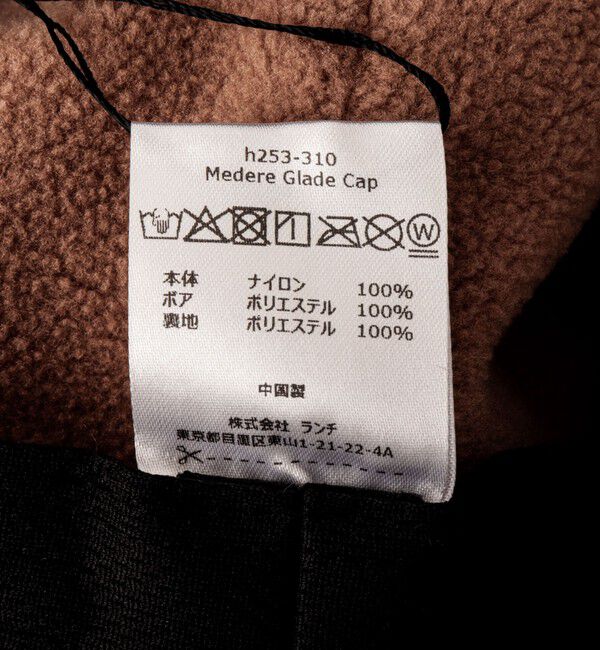 h253-310
Medere Glade Cap
W
本体 ナイロン 100%
ボア ポリエステル 100%
裏地 ポリエステル 100%
中国製
株式会社 ランチ
東京都目黒区東山1-21-22-4A